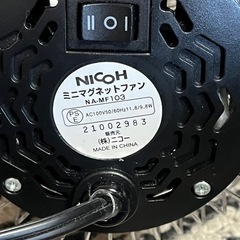 NICOH
ミニマグネットファン
NA-MF103
PS
E
AC100V50/60Hz11.8/9.8W
21002983
販売元
(株)ニコー
MADE IN CHINA